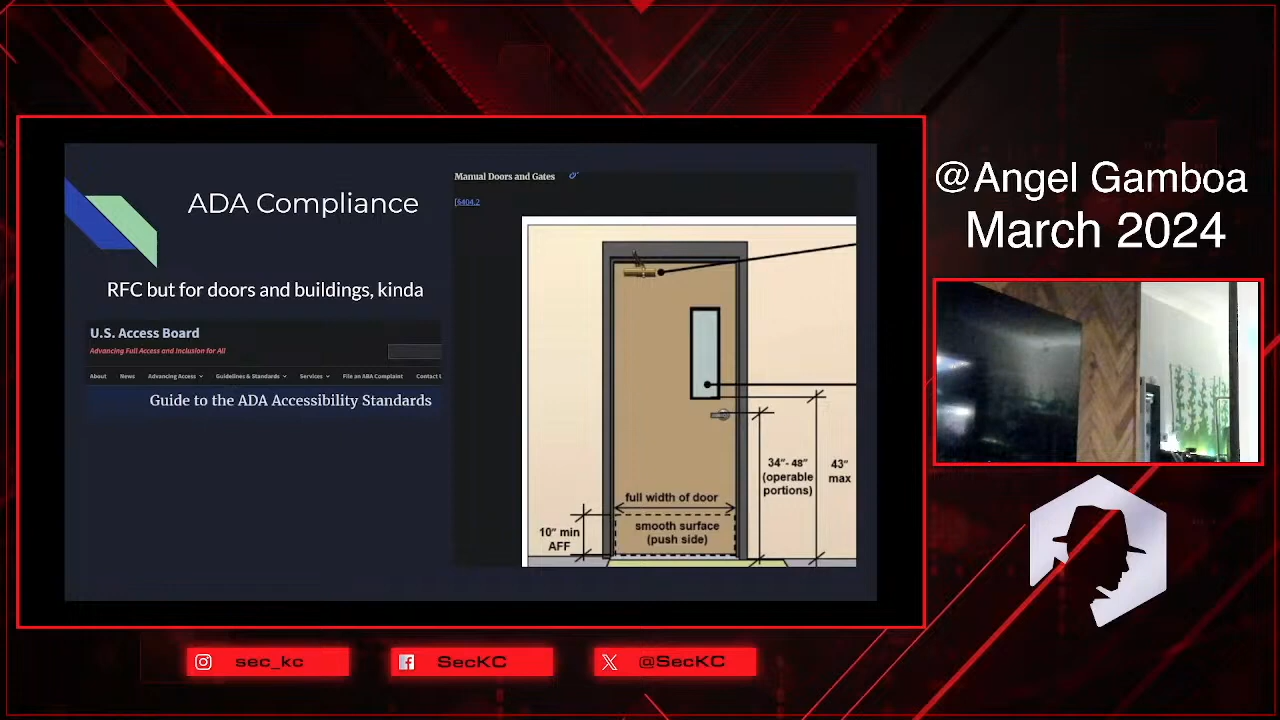 ADA Compliance
RFC but for doors and buildings, kinda
U.S. Access Board
Advancing Full Access and Inclusion for All
About News Advancing Access Guidelines & Standards Services File an ABA Complaint Contact U
Guide to the ADA Accessibility Standards
Manual Doors and Gates
[§404.2
34"- 48"
(operable
portions)
43"
max
full width of door
smooth surface
(push side)
10" min
AFF
@Angel Gamboa
March 2024
sec_kc
SecKC
@SecKC